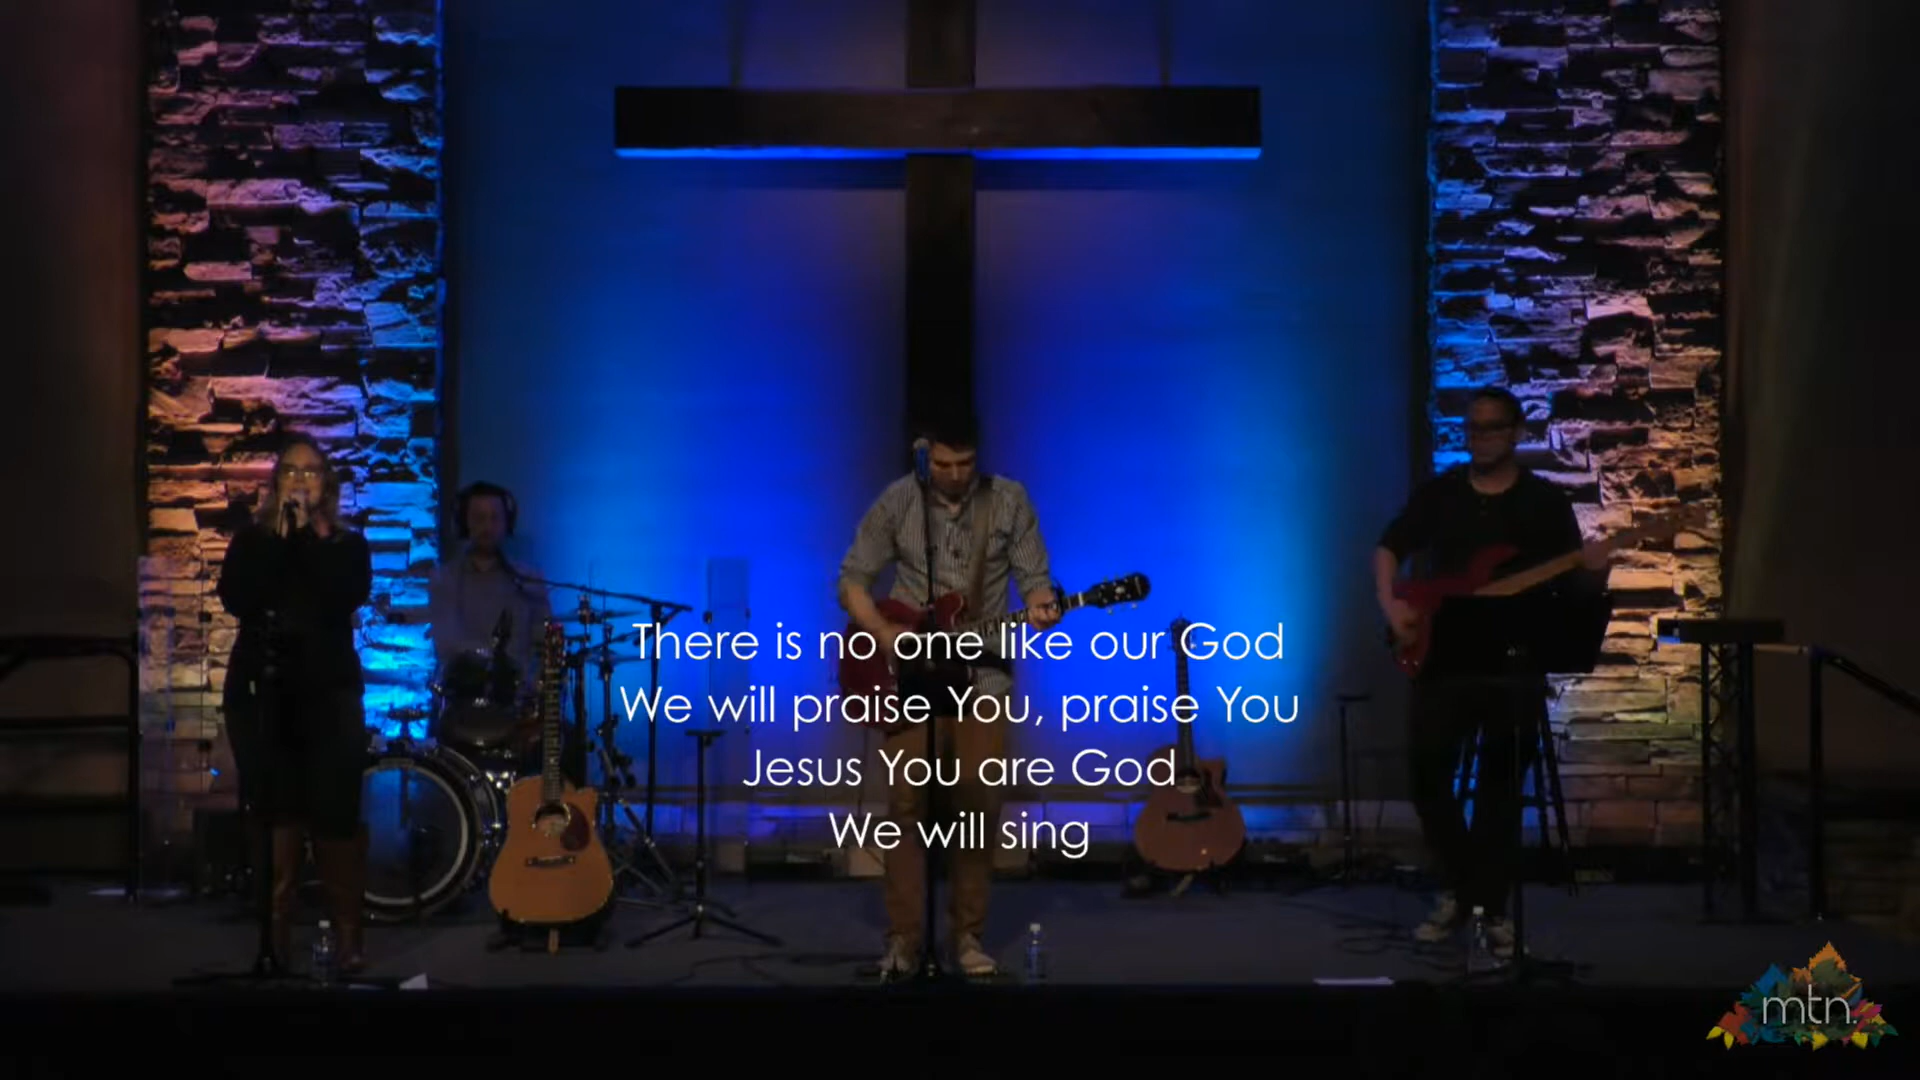 There is no one like our God
We will praise You, praise You
Jesus You are God
We will sing
mtn.